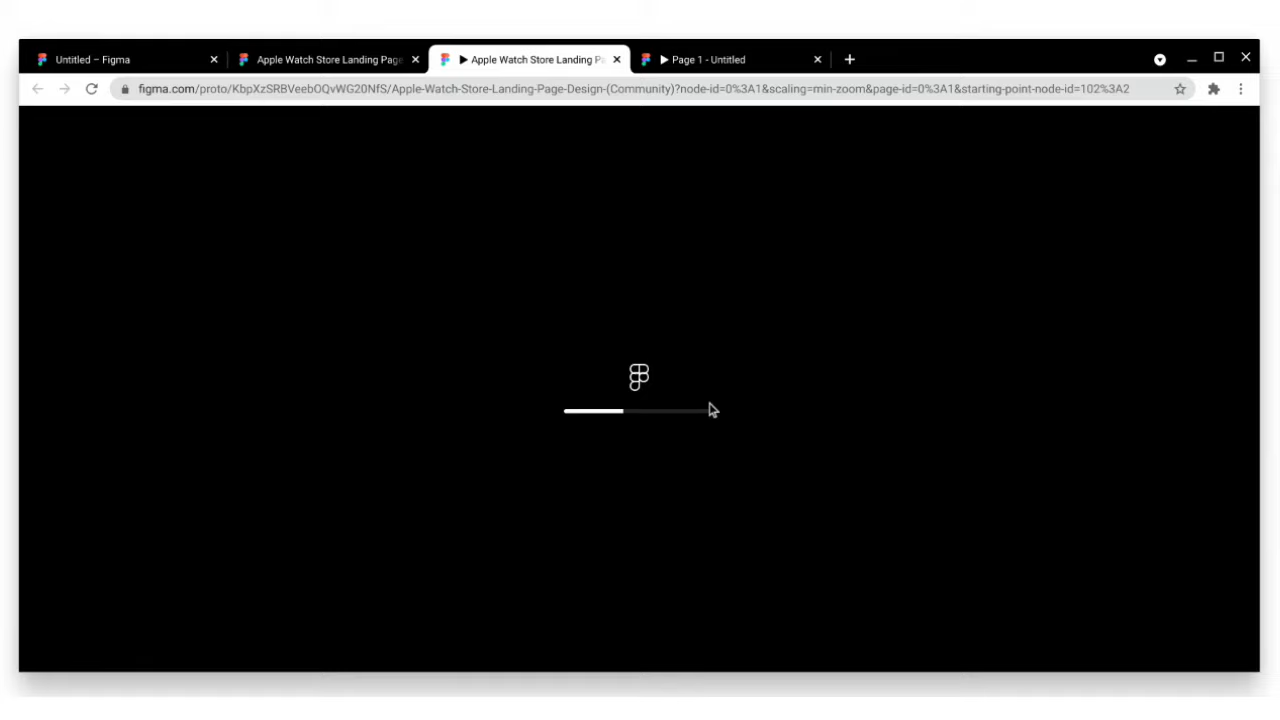 Untitled – Figma
Apple Watch Store Landing Page
Apple Watch Store Landing Pa
Page 1 - Untitled
figma.com/proto/KbpXzSRBVeebOQvWG20NfS/Apple-Watch-Store-Landing-Page-Design-(Community)?node-id=0%3A1&scaling=min-zoom&page-id=0%3A1&starting-point-node-id=102%3A2